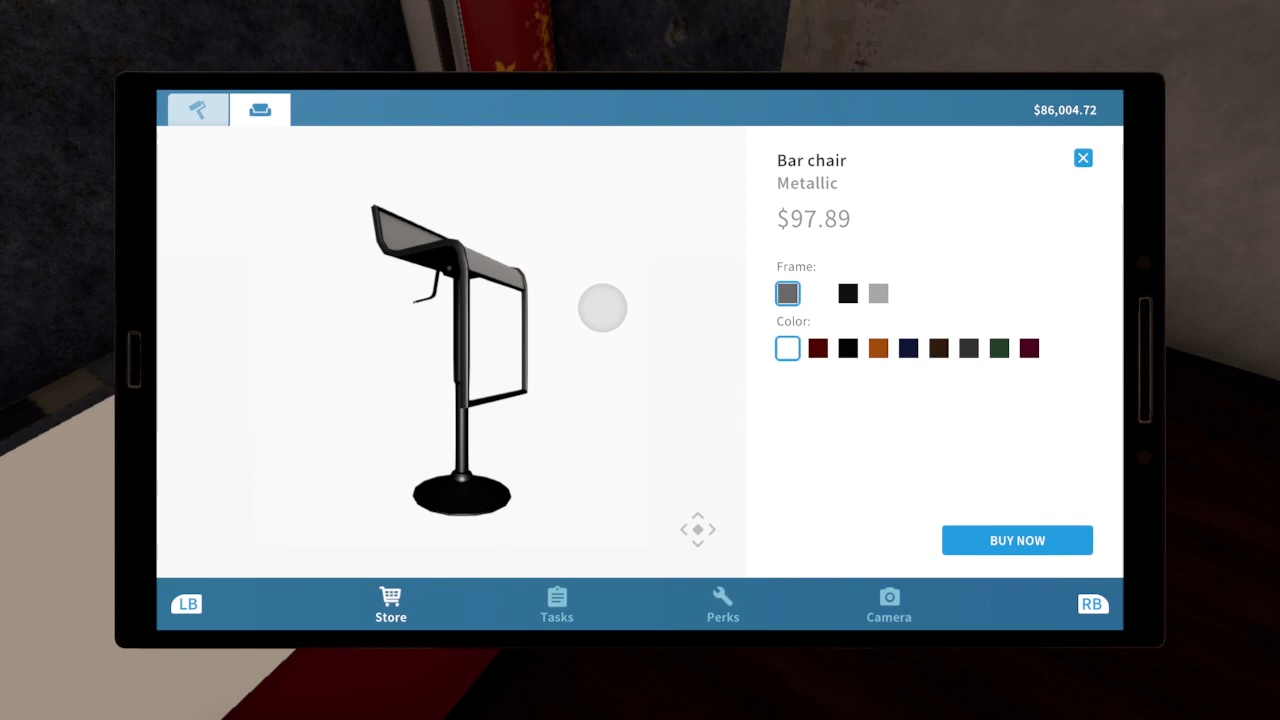 $86,004.72
Bar chair
Metallic
$97.89
Frame:
Color:
BUY NOW
LB
Store
Tasks
Perks
Camera
RB